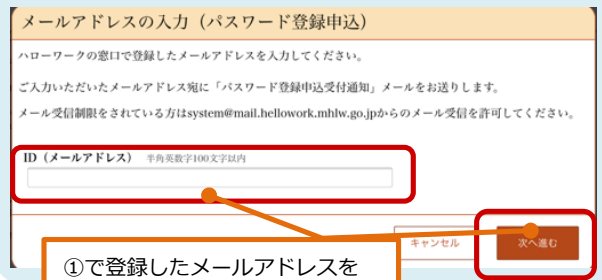 メールアドレスの入力（パスワード登録申込）
ハローワークの窓口で登録したメールアドレスを入力してください。
ご入力いただいたメールアドレス宛に「パスワード登録申込受付通知」メールをお送りします。
メール受信制限をされている方はsystem@mail.hellowork.mhlw.go.jpからのメール受信を許可してください。
ID（メールアドレス） 半角英数字100文字以内
キャンセル 次へ進む
①で登録したメールアドレスを